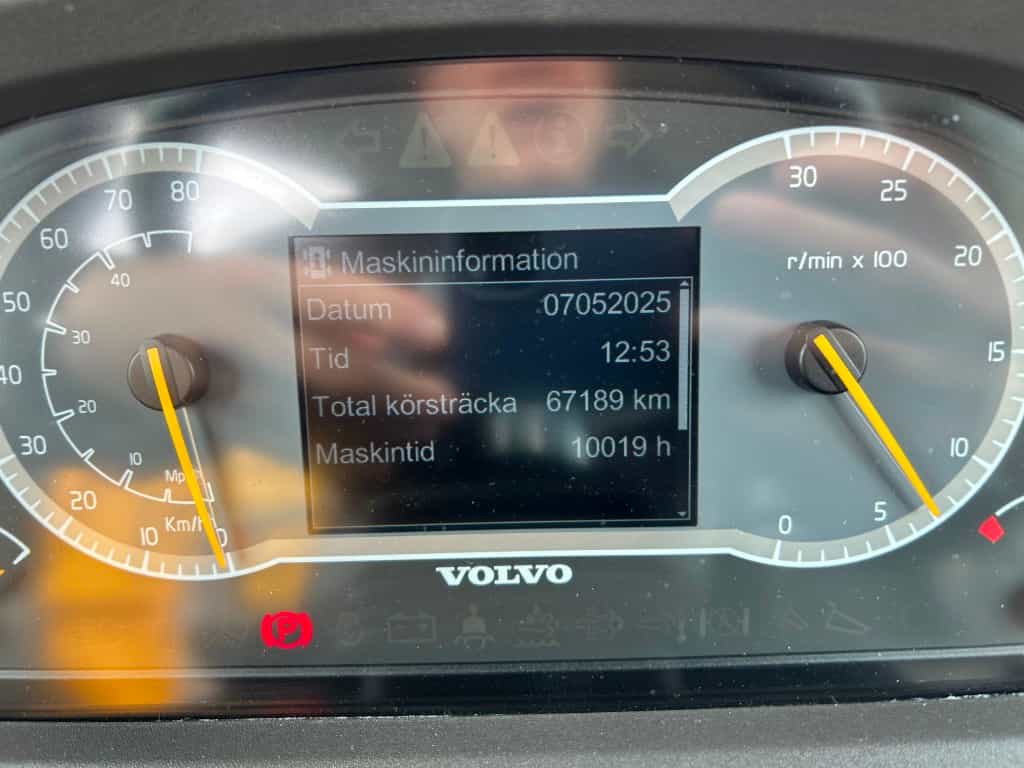 Maskininformation
Datum 07052025
Tid 12:53
Total körsträcka 67189 km
Maskintid 10019 h
80
70
60
50
40
30
20
10
0
Km/h
40
30
20
10
30
25
20
15
10
5
0
r/min x 100
VOLVO
P